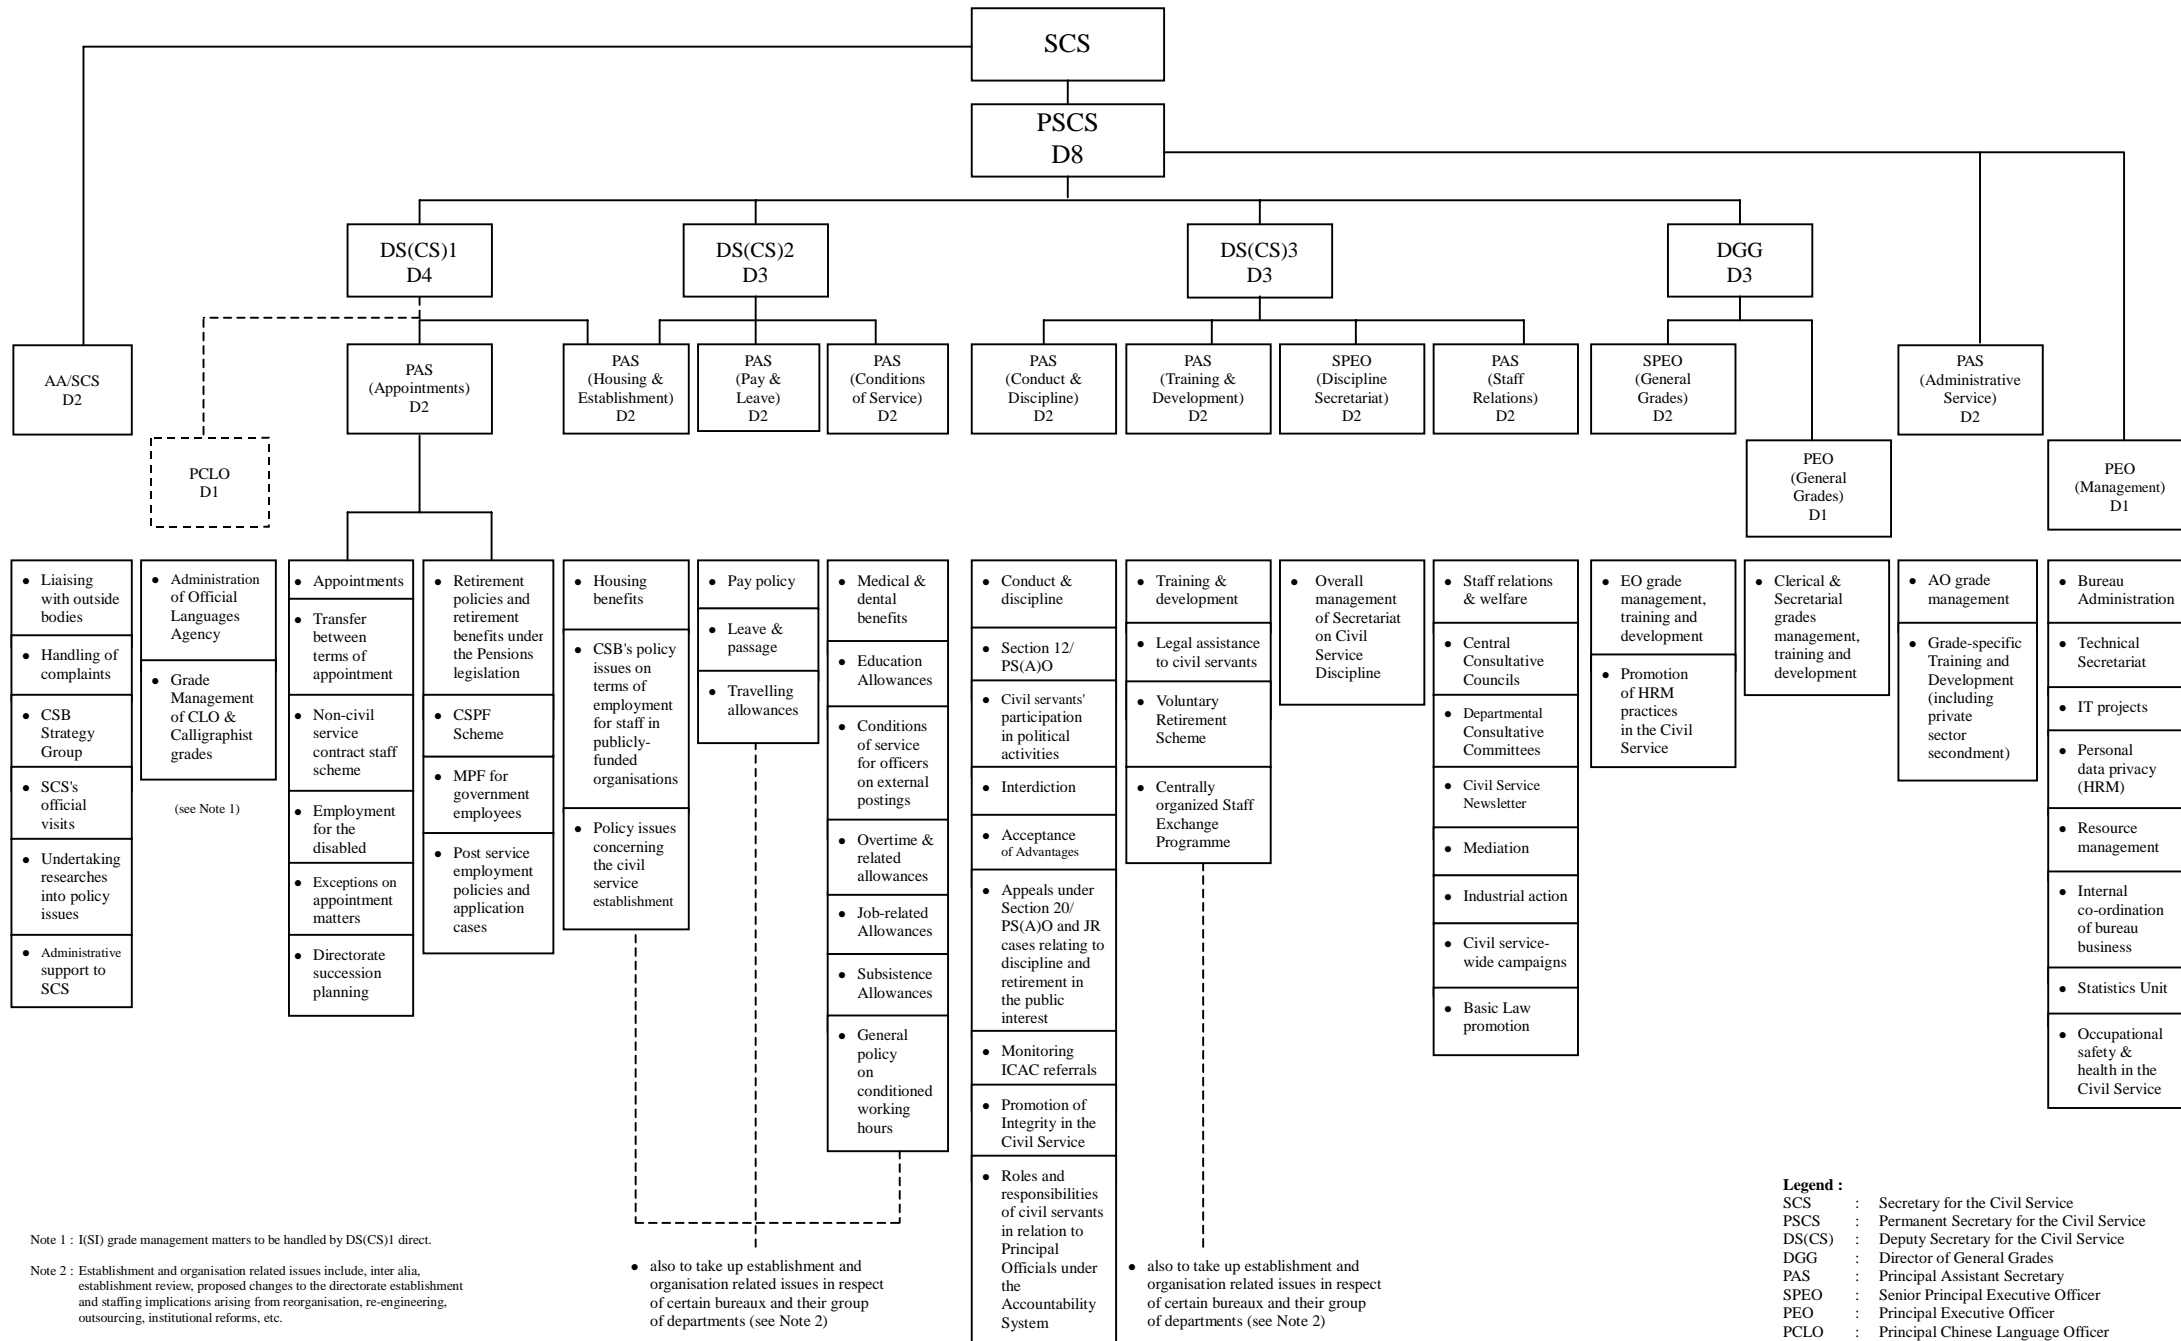 SCS
PSCS
D8
DS(CS)1
D4
DS(CS)2
D3
DS(CS)3
D3
DGG
D3
AA/SCS
D2
PCLO
D1
PAS
(Appointments)
D2
PAS
(Housing &
Establishment)
D2
PAS
(Pay &
Leave)
D2
PAS
(Conditions
of Service)
D2
PAS
(Conduct &
Discipline)
D2
PAS
(Training &
Development)
D2
SPEO
(Discipline
Secretariat)
D2
PAS
(Staff
Relations)
D2
SPEO
(General
Grades)
D2
PEO
(General
Grades)
D1
PAS
(Administrative
Service)
D2
PEO
(Management)
D1
● Liaising
with outside
bodies
● Handling of
complaints
● CSB
Strategy
Group
● SCS's
official
visits
● Undertaking
researches
into policy
issues
● Administrative
support to
SCS
● Administration
of Official
Languages
Agency
● Grade
Management
of CLO &
Calligraphist
grades
(see Note 1)
● Appointments
● Transfer
between
terms of
appointment
● Non-civil
service
contract staff
scheme
● Employment
for the
disabled
● Exceptions on
appointment
matters
● Directorate
succession
planning
● Retirement
policies and
retirement
benefits under
the Pensions
legislation
● CSPF
Scheme
● MPF for
government
employees
● Post service
employment
policies and
application
cases
● Housing
benefits
● CSB's policy
issues on
terms of
employment
for staff in
publicly-
funded
organisations
● Policy issues
concerning
the civil
service
establishment
● Pay policy
● Leave &
passage
● Travelling
allowances
● Medical &
dental
benefits
● Education
Allowances
● Conditions
of service
for officers
on external
postings
● Overtime &
related
allowances
● Job-related
Allowances
● Subsistence
Allowances
● General
policy
on
conditioned
working
hours
● Conduct &
discipline
● Section 12/
PS(A)O
● Civil servants'
participation
in political
activities
● Interdiction
● Acceptance
of Advantages
● Appeals under
Section 20/
PS(A)O and JR
cases relating to
discipline and
retirement in
the public
interest
● Monitoring
ICAC referrals
● Promotion of
Integrity in the
Civil Service
● Roles and
responsibilities
of civil servants
in relation to
Principal
Officials under
the
Accountability
System
● Training &
development
● Legal assistance
to civil servants
● Voluntary
Retirement
Scheme
● Centrally
organized Staff
Exchange
Programme
● Overall
management
of Secretariat
on Civil
Service
Discipline
● Staff relations
& welfare
● Central
Consultative
Councils
● Departmental
Consultative
Committees
● Civil Service
Newsletter
● Mediation
● Industrial action
● Civil service-
wide campaigns
● Basic Law
promotion
● EO grade
management,
training and
development
● Promotion
of HRM
practices
in the Civil
Service
● Clerical &
Secretarial
grades
management,
training and
development
● AO grade
management
● Grade-specific
Training and
Development
(including
private
sector
secondment)
● Bureau
Administration
● Technical
Secretariat
● IT projects
● Personal
data privacy
(HRM)
● Resource
management
● Internal
co-ordination
of bureau
business
● Statistics Unit
● Occupational
safety &
health in the
Civil Service
● also to take up establishment and
organisation related issues in respect
of certain bureaux and their group
of departments (see Note 2)
● also to take up establishment and
organisation related issues in respect
of certain bureaux and their group
of departments (see Note 2)
Note 1 : I(SI) grade management matters to be handled by DS(CS)1 direct.
Note 2 : Establishment and organisation related issues include, inter alia,
establishment review, proposed changes to the directorate establishment
and staffing implications arising from reorganisation, re-engineering,
outsourcing, institutional reforms, etc.
Legend :
SCS : Secretary for the Civil Service
PSCS : Permanent Secretary for the Civil Service
DS(CS) : Deputy Secretary for the Civil Service
DGG : Director of General Grades
PAS : Principal Assistant Secretary
SPEO : Senior Principal Executive Officer
PEO : Principal Executive Officer
PCLO : Principal Chinese Language Officer